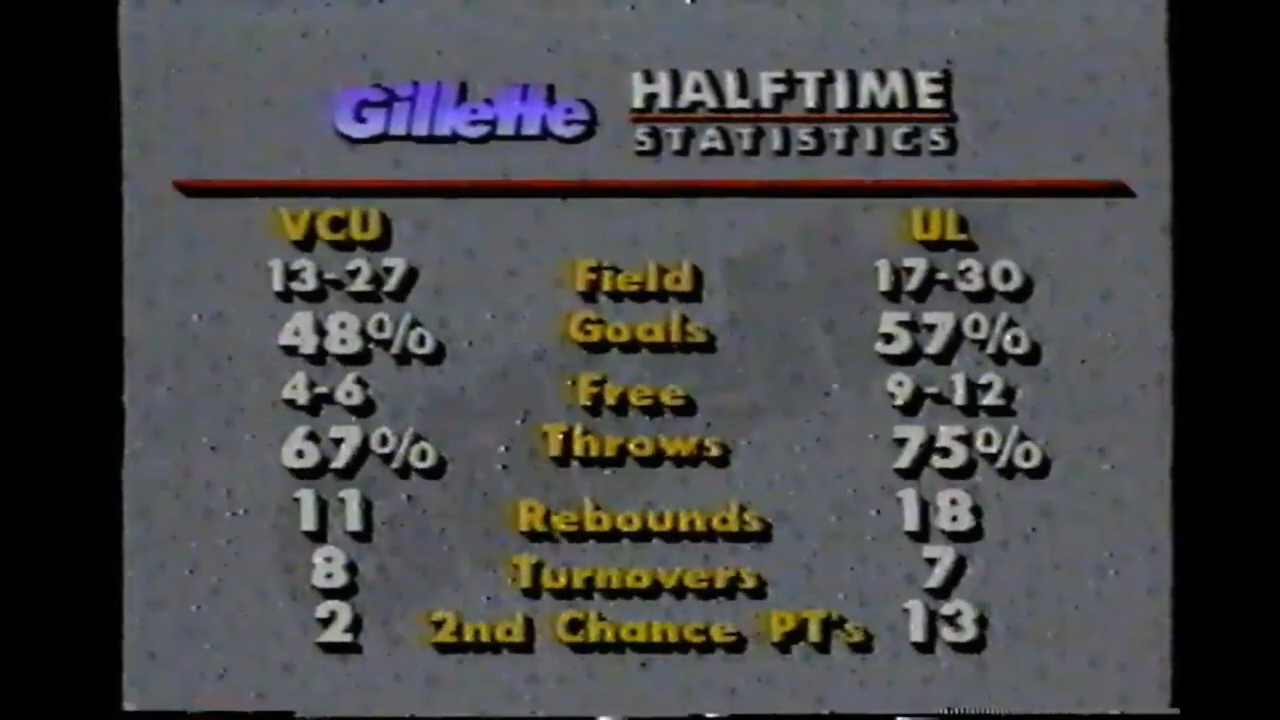 Gillette HALFTIME
STATISTICS
VCU UL
13-27 Field 17-30
48% Goals 57%
4-6 Free 9-12
67% Throws 75%
11 Rebounds 18
8 Turnovers 7
2 2nd Chance PT's 13